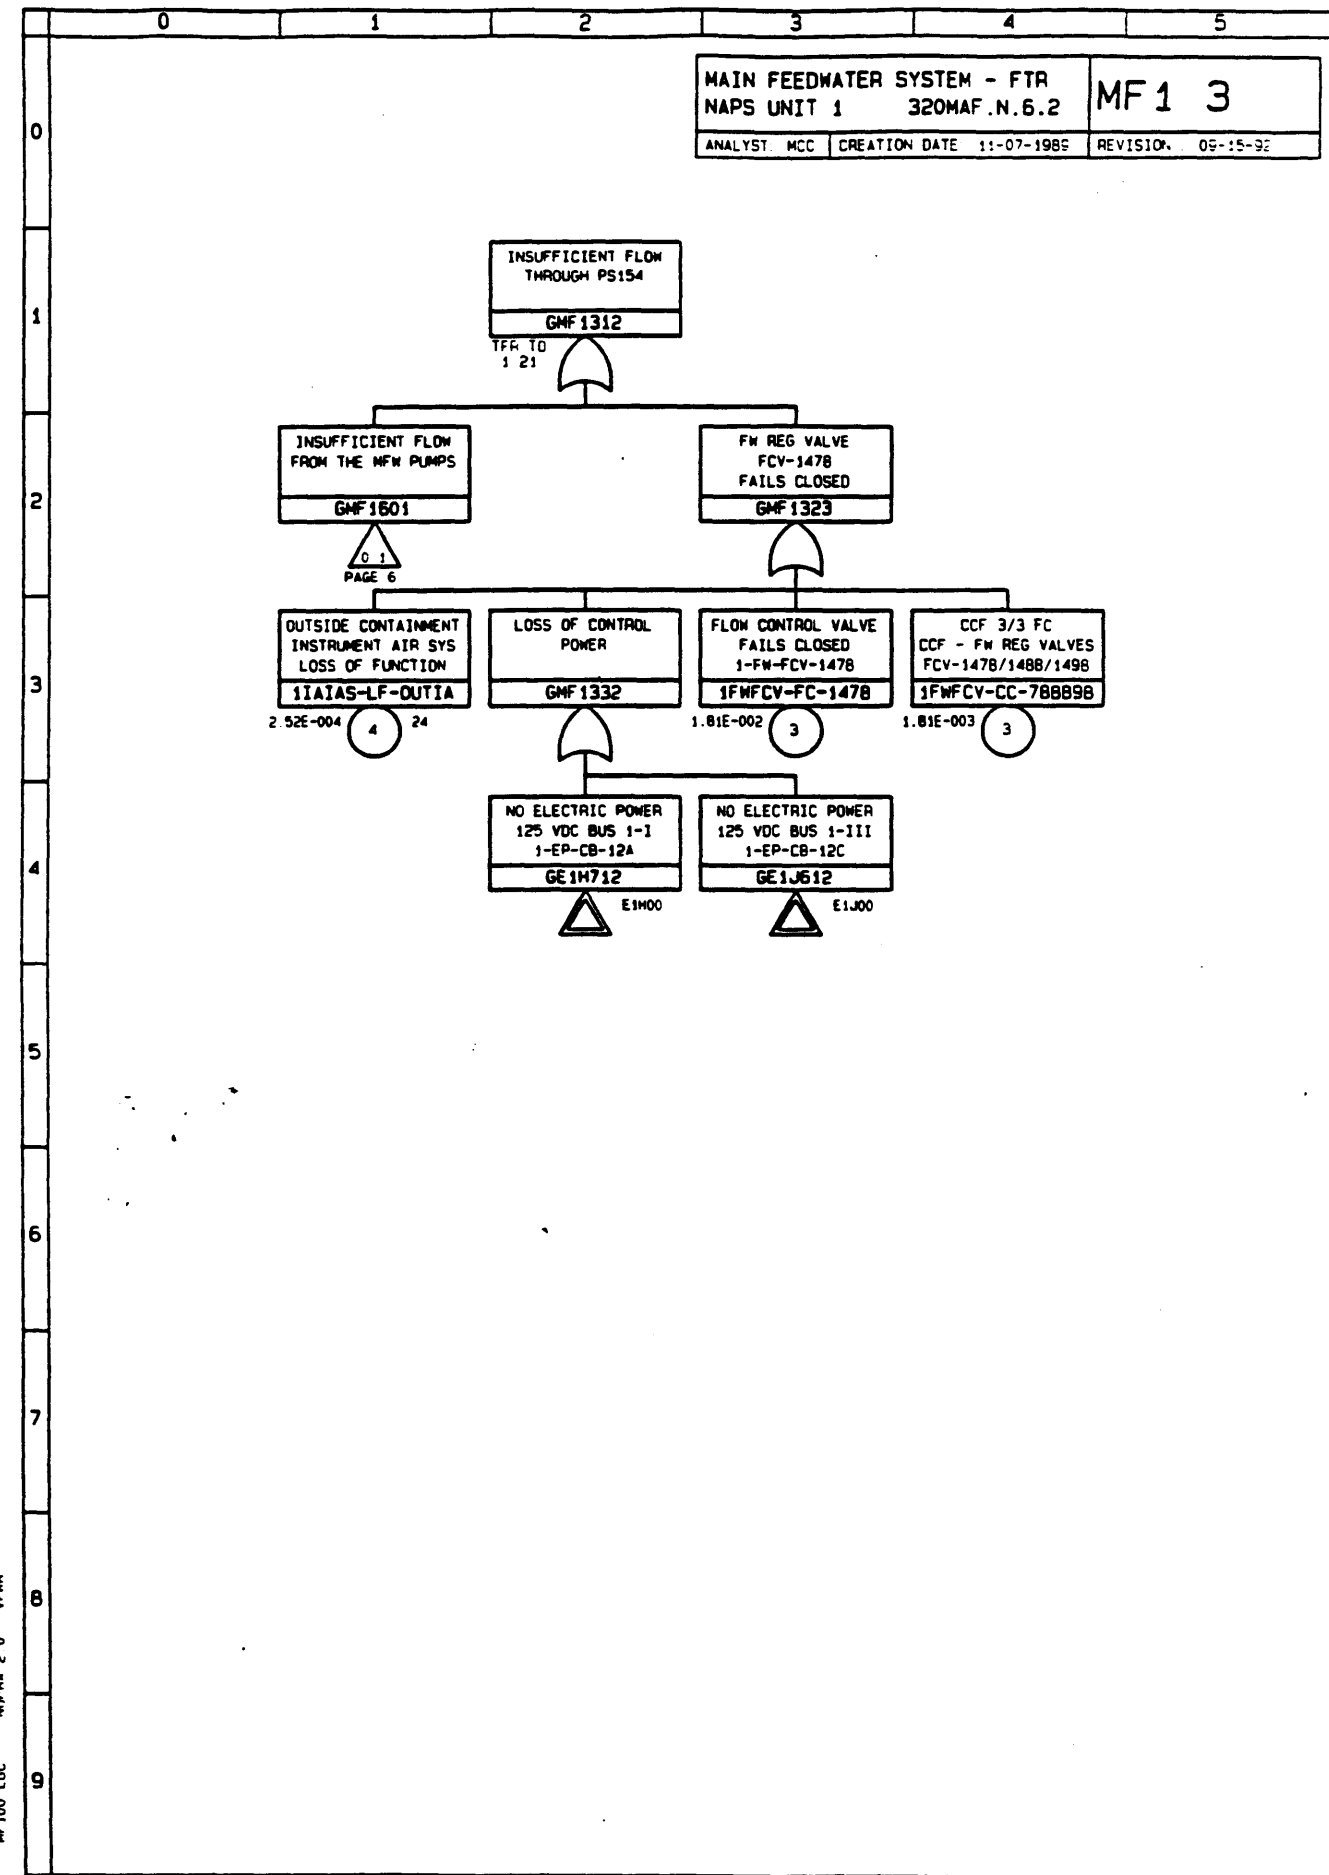 0 1 2 3 4 5
MAIN FEEDWATER SYSTEM - FTR
NAPS UNIT 1 320MAF.N.6.2
MF1 3
ANALYST: MCC CREATION DATE 11-07-1989 REVISION 09-15-92
0
INSUFFICIENT FLOW
THROUGH PS154
GMF1312
TFR TO
1 21
1
INSUFFICIENT FLOW
FROM THE MFW PUMPS
GMF1601
0 1
PAGE 6
FW REG VALVE
FCV-1478
FAILS CLOSED
GMF1323
2
OUTSIDE CONTAINMENT
INSTRUMENT AIR SYS
LOSS OF FUNCTION
1IAIAS-LF-OUTIA
2.52E-004 4 24
LOSS OF CONTROL
POWER
GMF1332
FLOW CONTROL VALVE
FAILS CLOSED
1-FW-FCV-1478
1FWFCV-FC-1478
1.81E-002 3
CCF 3/3 FC
CCF - FW REG VALVES
FCV-1478/1488/1498
1FWFCV-CC-788898
1.81E-003 3
3
NO ELECTRIC POWER
125 VDC BUS 1-I
1-EP-CB-12A
GE1H712
E1H00
NO ELECTRIC POWER
125 VDC BUS 1-III
1-EP-CB-12C
GE1J612
E1J00
4
5
6
7
8
9